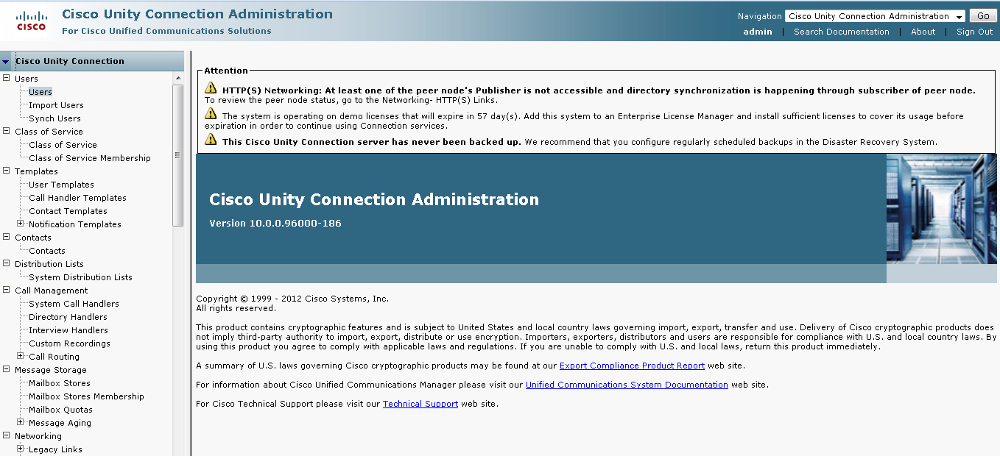 CISCO
Cisco Unity Connection Administration
For Cisco Unified Communications Solutions
Navigation Cisco Unity Connection Administration Go
admin | Search Documentation | About | Sign Out
Cisco Unity Connection
Users
Users
Import Users
Synch Users
Class of Service
Class of Service
Class of Service Membership
Templates
User Templates
Call Handler Templates
Contact Templates
Notification Templates
Contacts
Contacts
Distribution Lists
System Distribution Lists
Call Management
System Call Handlers
Directory Handlers
Interview Handlers
Custom Recordings
Call Routing
Message Storage
Mailbox Stores
Mailbox Stores Membership
Mailbox Quotas
Message Aging
Networking
Legacy Links
Attention
HTTP(S) Networking: At least one of the peer node's Publisher is not accessible and directory synchronization is happening through subscriber of peer node.
To review the peer node status, go to the Networking- HTTP(S) Links.
The system is operating on demo licenses that will expire in 57 day(s). Add this system to an Enterprise License Manager and install sufficient licenses to cover its usage before
expiration in order to continue using Connection services.
This Cisco Unity Connection server has never been backed up. We recommend that you configure regularly scheduled backups in the Disaster Recovery System.
Cisco Unity Connection Administration
Version 10.0.0.96000-186
Copyright © 1999 - 2012 Cisco Systems, Inc.
All rights reserved.
This product contains cryptographic features and is subject to United States and local country laws governing import, export, transfer and use. Delivery of Cisco cryptographic products does
not imply third-party authority to import, export, distribute or use encryption. Importers, exporters, distributors and users are responsible for compliance with U.S. and local country laws. By
using this product you agree to comply with applicable laws and regulations. If you are unable to comply with U.S. and local laws, return this product immediately.
A summary of U.S. laws governing Cisco cryptographic products may be found at our Export Compliance Product Report web site.
For information about Cisco Unified Communications Manager please visit our Unified Communications System Documentation web site.
For Cisco Technical Support please visit our Technical Support web site.